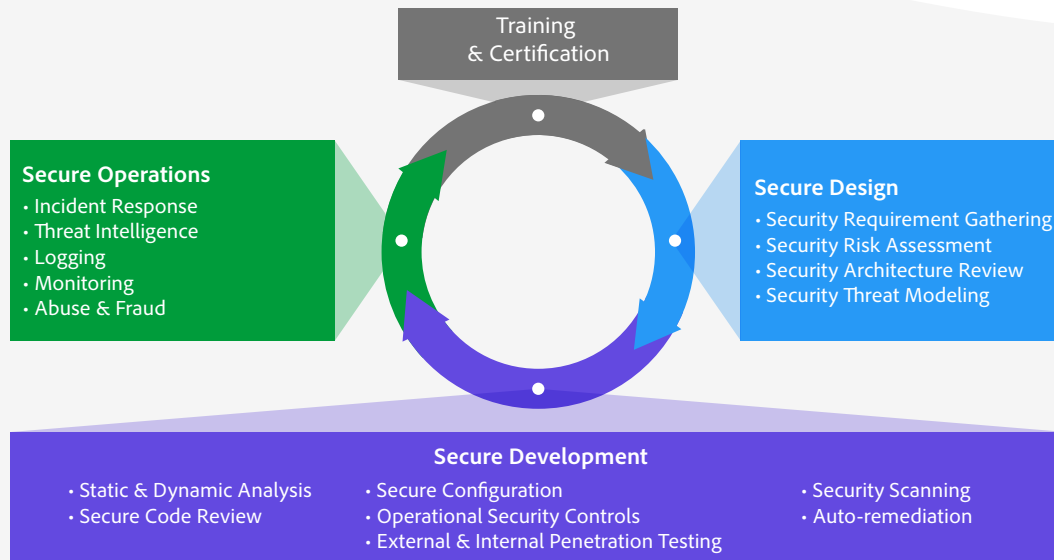 Training
& Certification
Secure Operations
• Incident Response
• Threat Intelligence
• Logging
• Monitoring
• Abuse & Fraud
Secure Design
• Security Requirement Gathering
• Security Risk Assessment
• Security Architecture Review
• Security Threat Modeling
Secure Development
• Static & Dynamic Analysis
• Secure Code Review
• Secure Configuration
• Operational Security Controls
• External & Internal Penetration Testing
• Security Scanning
• Auto-remediation